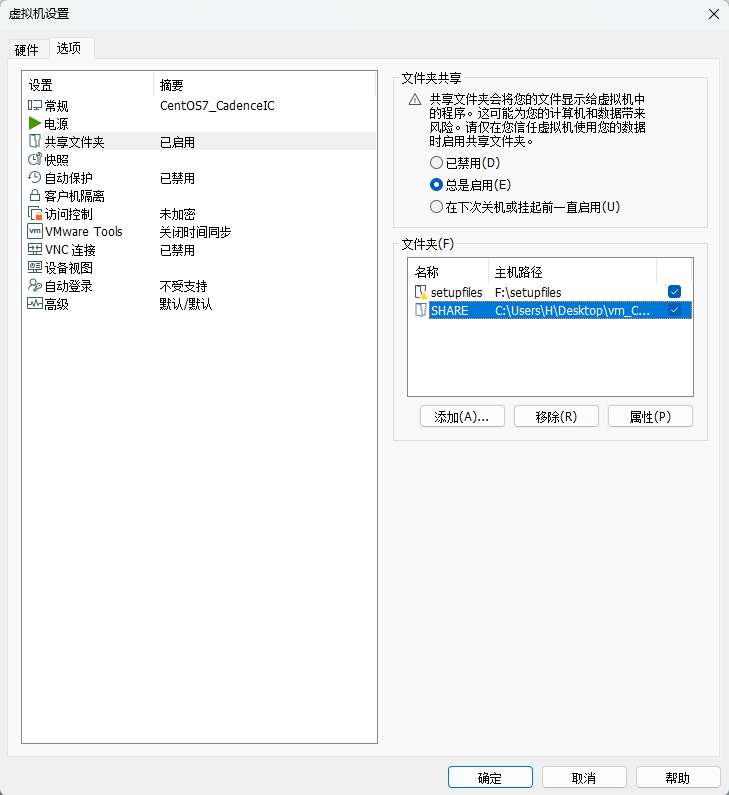 虚拟机设置
硬件 选项
设置 摘要
常规 CentOS7_CadenceIC
电源
共享文件夹 已启用
快照
自动保护 已禁用
客户机隔离
访问控制 未加密
vm VMware Tools 关闭时间同步
VNC 连接 已禁用
设备视图
自动登录 不受支持
高级 默认/默认
文件夹共享
共享文件夹会将您的文件显示给虚拟机中
的程序。这可能为您的计算机和数据带来
风险。请仅在您信任虚拟机使用您的数据
时启用共享文件夹。
已禁用(D)
总是启用(E)
在下次关机或挂起前一直启用(U)
文件夹(F)
名称 主机路径
setupfiles F:\setupfiles
SHARE C:\Users\H\Desktop\vm_C...
添加(A)... 移除(R) 属性(P)
确定 取消 帮助